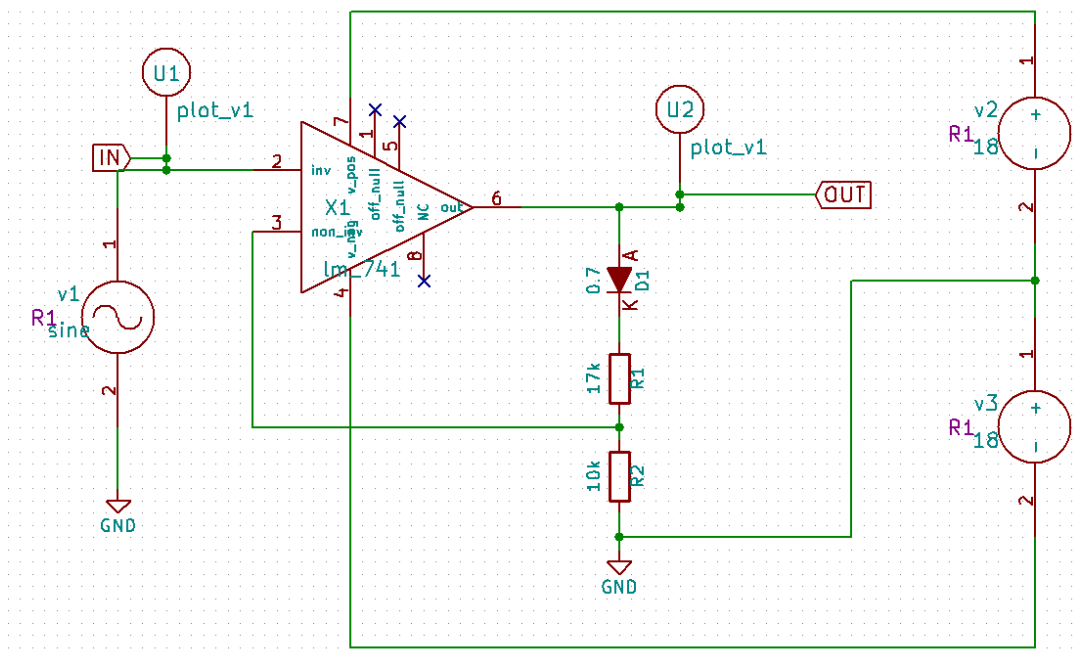 U1
plot_v1
IN
2
inv
3
non_inv
7
v_pos
1
off_null
5
off_null
NC
X1
v_neg
lm_741
4
8
out
6
U2
plot_v1
OUT
1
v1
R1
sine
2
GND
A
0.7
D1
K
17k
R1
10k
R2
GND
1
v2
+
R1
18
-
2
1
v3
+
R1
18
-
2